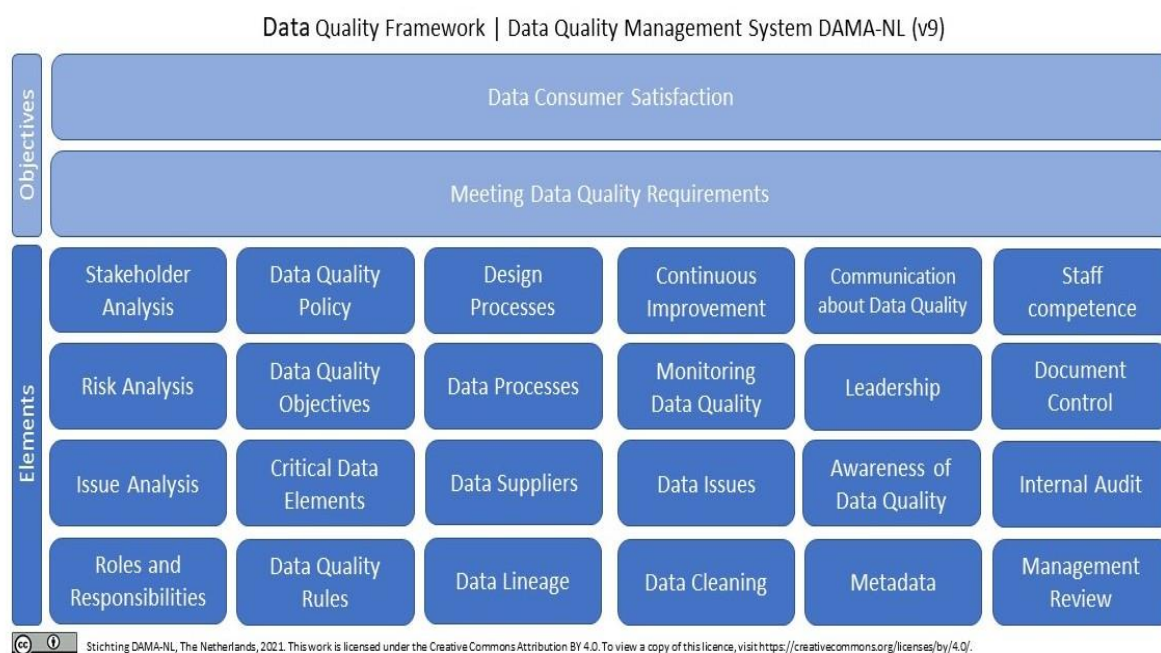 Data Quality Framework | Data Quality Management System DAMA-NL (v9)
Objectives
Data Consumer Satisfaction
Meeting Data Quality Requirements
Elements
Stakeholder
Analysis
Data Quality
Policy
Design
Processes
Continuous
Improvement
Communication
about Data Quality
Staff
competence
Risk Analysis
Data Quality
Objectives
Data Processes
Monitoring
Data Quality
Leadership
Document
Control
Issue Analysis
Critical Data
Elements
Data Suppliers
Data Issues
Awareness of
Data Quality
Internal Audit
Roles and
Responsibilities
Data Quality
Rules
Data Lineage
Data Cleaning
Metadata
Management
Review
cc Stichting DAMA-NL, The Netherlands, 2021. This work is licensed under the Creative Commons Attribution BY 4.0. To view a copy of this licence, visit https://creativecommons.org/licenses/by/4.0/.